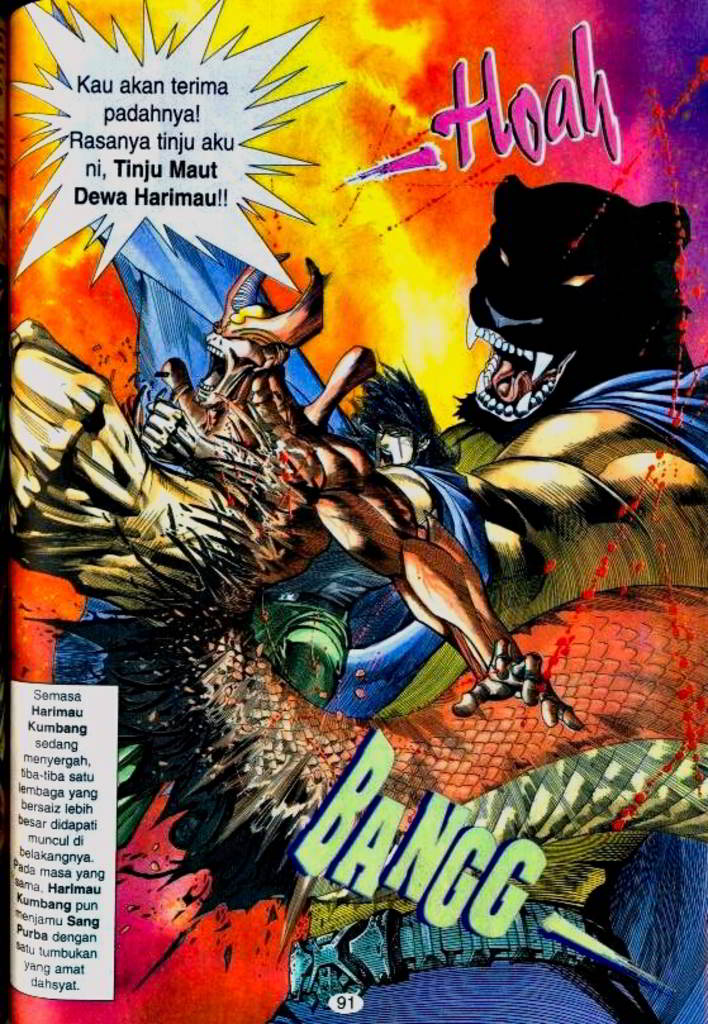 Kau akan terima
padahnya!
Rasanya tinju aku
ni, Tinju Maut
Dewa Harimau!!
Hoah
Semasa
Harimau
Kumbang
sedang
menyergah,
tiba-tiba satu
lembaga yang
bersaiz lebih
besar didapati
muncul di
belakangnya.
Pada masa yang
sama, Harimau
Kumbang pun
menjamu Sang
Purba dengan
satu tumbukan
yang amat
dahsyat.
BANGG
91